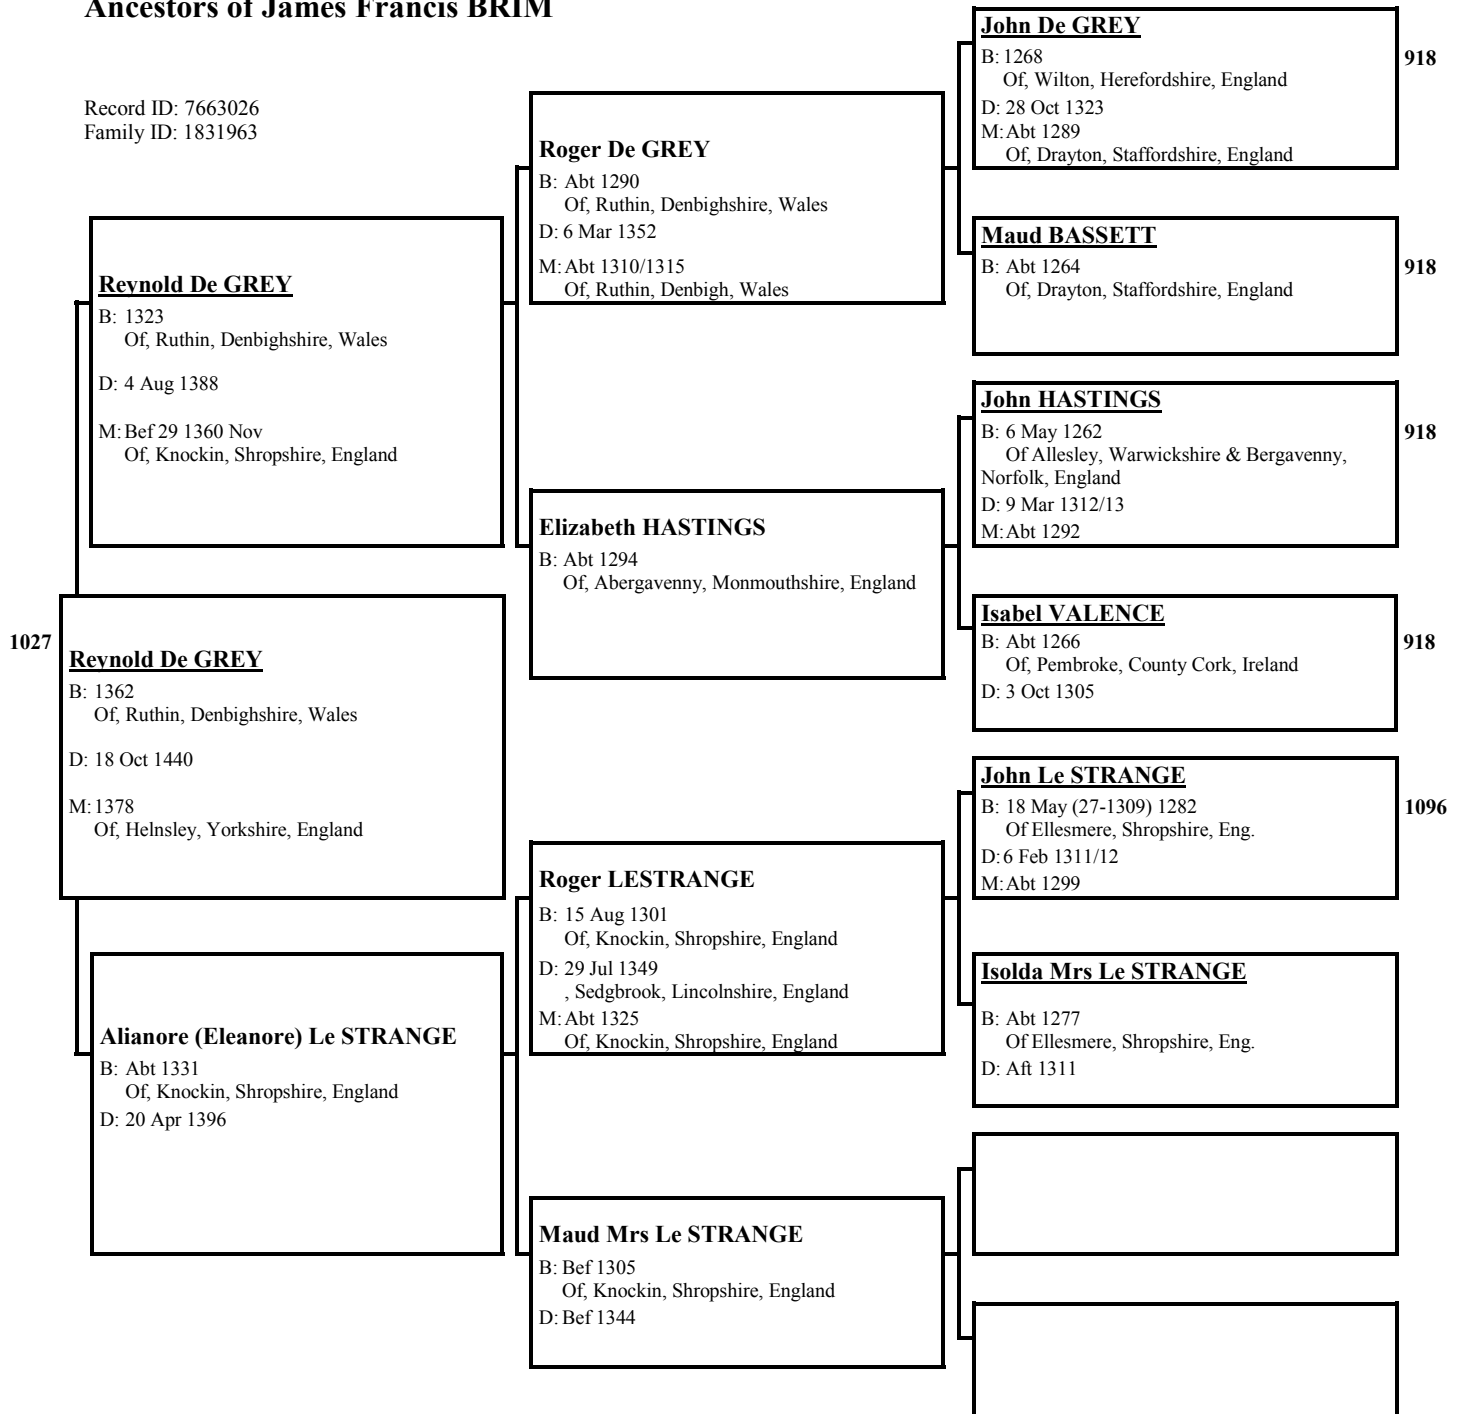 Ancestors of James Francis BRIM
Record ID: 7663026
Family ID: 1831963
1027
Reynold De GREY
B: 1362
Of, Ruthin, Denbighshire, Wales
D: 18 Oct 1440
M: 1378
Of, Helnsley, Yorkshire, England
Reynold De GREY
B: 1323
Of, Ruthin, Denbighshire, Wales
D: 4 Aug 1388
M: Bef 29 1360 Nov
Of, Knockin, Shropshire, England
Alianore (Eleanore) Le STRANGE
B: Abt 1331
Of, Knockin, Shropshire, England
D: 20 Apr 1396
Roger De GREY
B: Abt 1290
Of, Ruthin, Denbighshire, Wales
D: 6 Mar 1352
M: Abt 1310/1315
Of, Ruthin, Denbigh, Wales
Elizabeth HASTINGS
B: Abt 1294
Of, Abergavenny, Monmouthshire, England
Roger LESTRANGE
B: 15 Aug 1301
Of, Knockin, Shropshire, England
D: 29 Jul 1349
, Sedgbrook, Lincolnshire, England
M: Abt 1325
Of, Knockin, Shropshire, England
Maud Mrs Le STRANGE
B: Bef 1305
Of, Knockin, Shropshire, England
D: Bef 1344
John De GREY
B: 1268
Of, Wilton, Herefordshire, England
D: 28 Oct 1323
M: Abt 1289
Of, Drayton, Staffordshire, England
918
Maud BASSETT
B: Abt 1264
Of, Drayton, Staffordshire, England
918
John HASTINGS
B: 6 May 1262
Of Allesley, Warwickshire & Bergavenny,
Norfolk, England
D: 9 Mar 1312/13
M: Abt 1292
918
Isabel VALENCE
B: Abt 1266
Of, Pembroke, County Cork, Ireland
D: 3 Oct 1305
918
John Le STRANGE
B: 18 May (27-1309) 1282
Of Ellesmere, Shropshire, Eng.
D: 6 Feb 1311/12
M: Abt 1299
1096
Isolda Mrs Le STRANGE
B: Abt 1277
Of Ellesmere, Shropshire, Eng.
D: Aft 1311